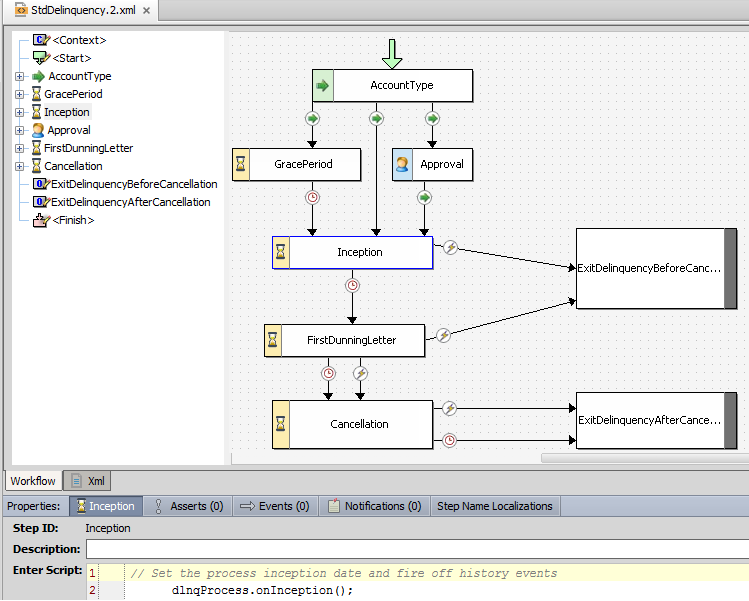 StdDelinquency.2.xml
<Context>
<Start>
AccountType
GracePeriod
Inception
Approval
FirstDunningLetter
Cancellation
ExitDelinquencyBeforeCancellation
ExitDelinquencyAfterCancellation
<Finish>
AccountType
GracePeriod
Approval
Inception
ExitDelinquencyBeforeCanc...
FirstDunningLetter
Cancellation
ExitDelinquencyAfterCance...
Workflow Xml
Properties: Inception Asserts (0) Events (0) Notifications (0) Step Name Localizations
Step ID: Inception
Description:
Enter Script: 1 // Set the process inception date and fire off history events
2 dlnqProcess.onInception();